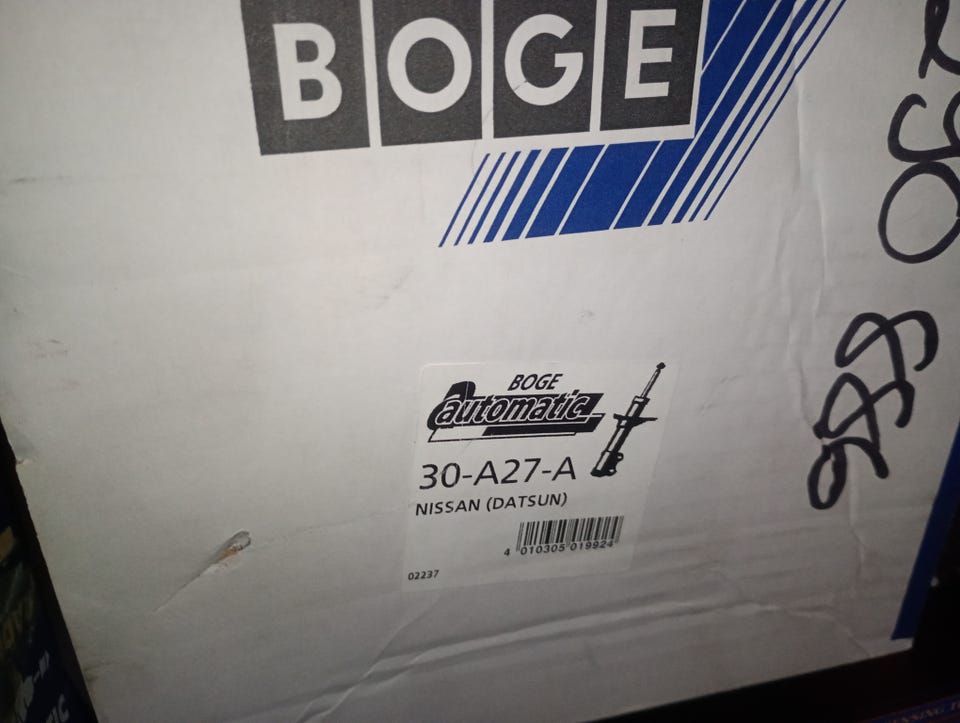 BOGE
BOGE
automatic
30-A27-A
NISSAN (DATSUN)
4 010305 019924
02237